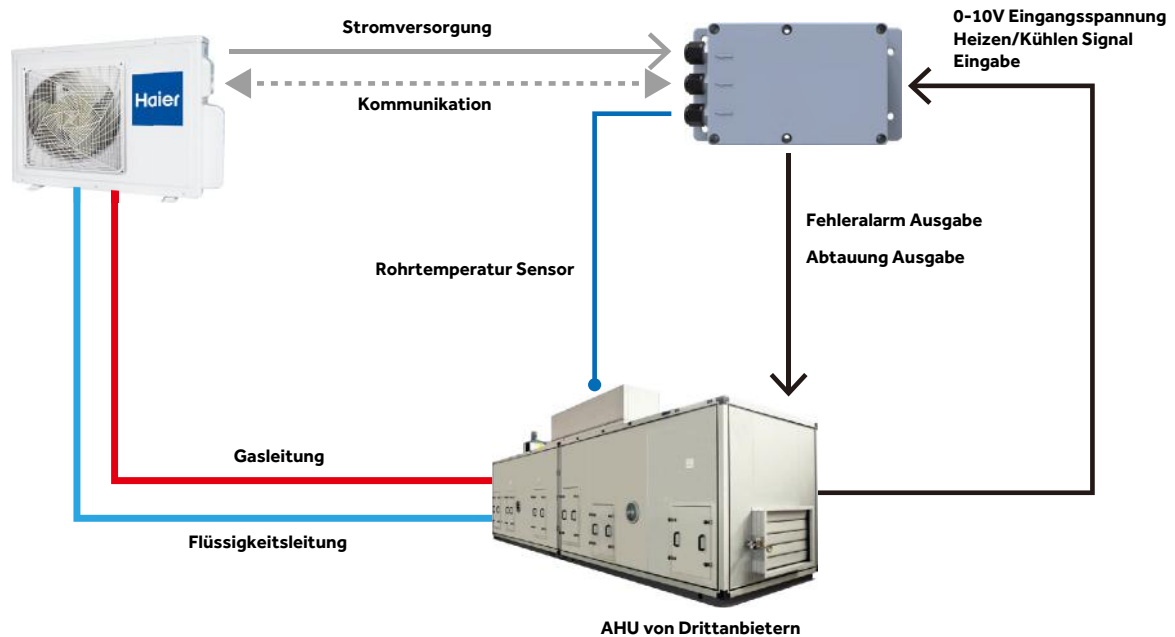 Stromversorgung
0-10V Eingangsspannung
Heizen/Kühlen Signal
Eingabe
Haier
Kommunikation
Fehleralarm Ausgabe
Abtauung Ausgabe
Rohrtemperatur Sensor
Gasleitung
Flüssigkeitsleitung
AHU von Drittanbietern